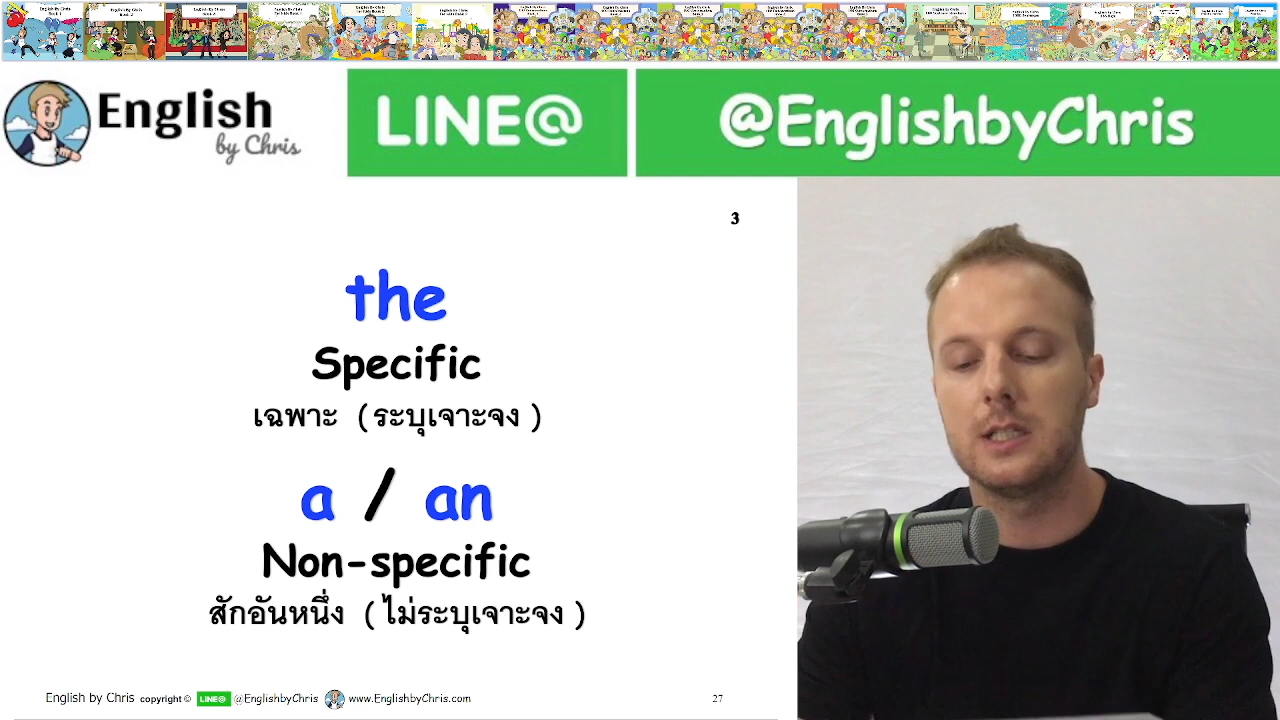 English
by Chris
LINE@
@EnglishbyChris
3
the
Specific
เฉพาะ (ระบุเจาะจง)
a / an
Non-specific
สักอันหนึ่ง (ไม่ระบุเจาะจง)
English by Chris copyright © LINE@ @EnglishbyChris www.EnglishbyChris.com
27